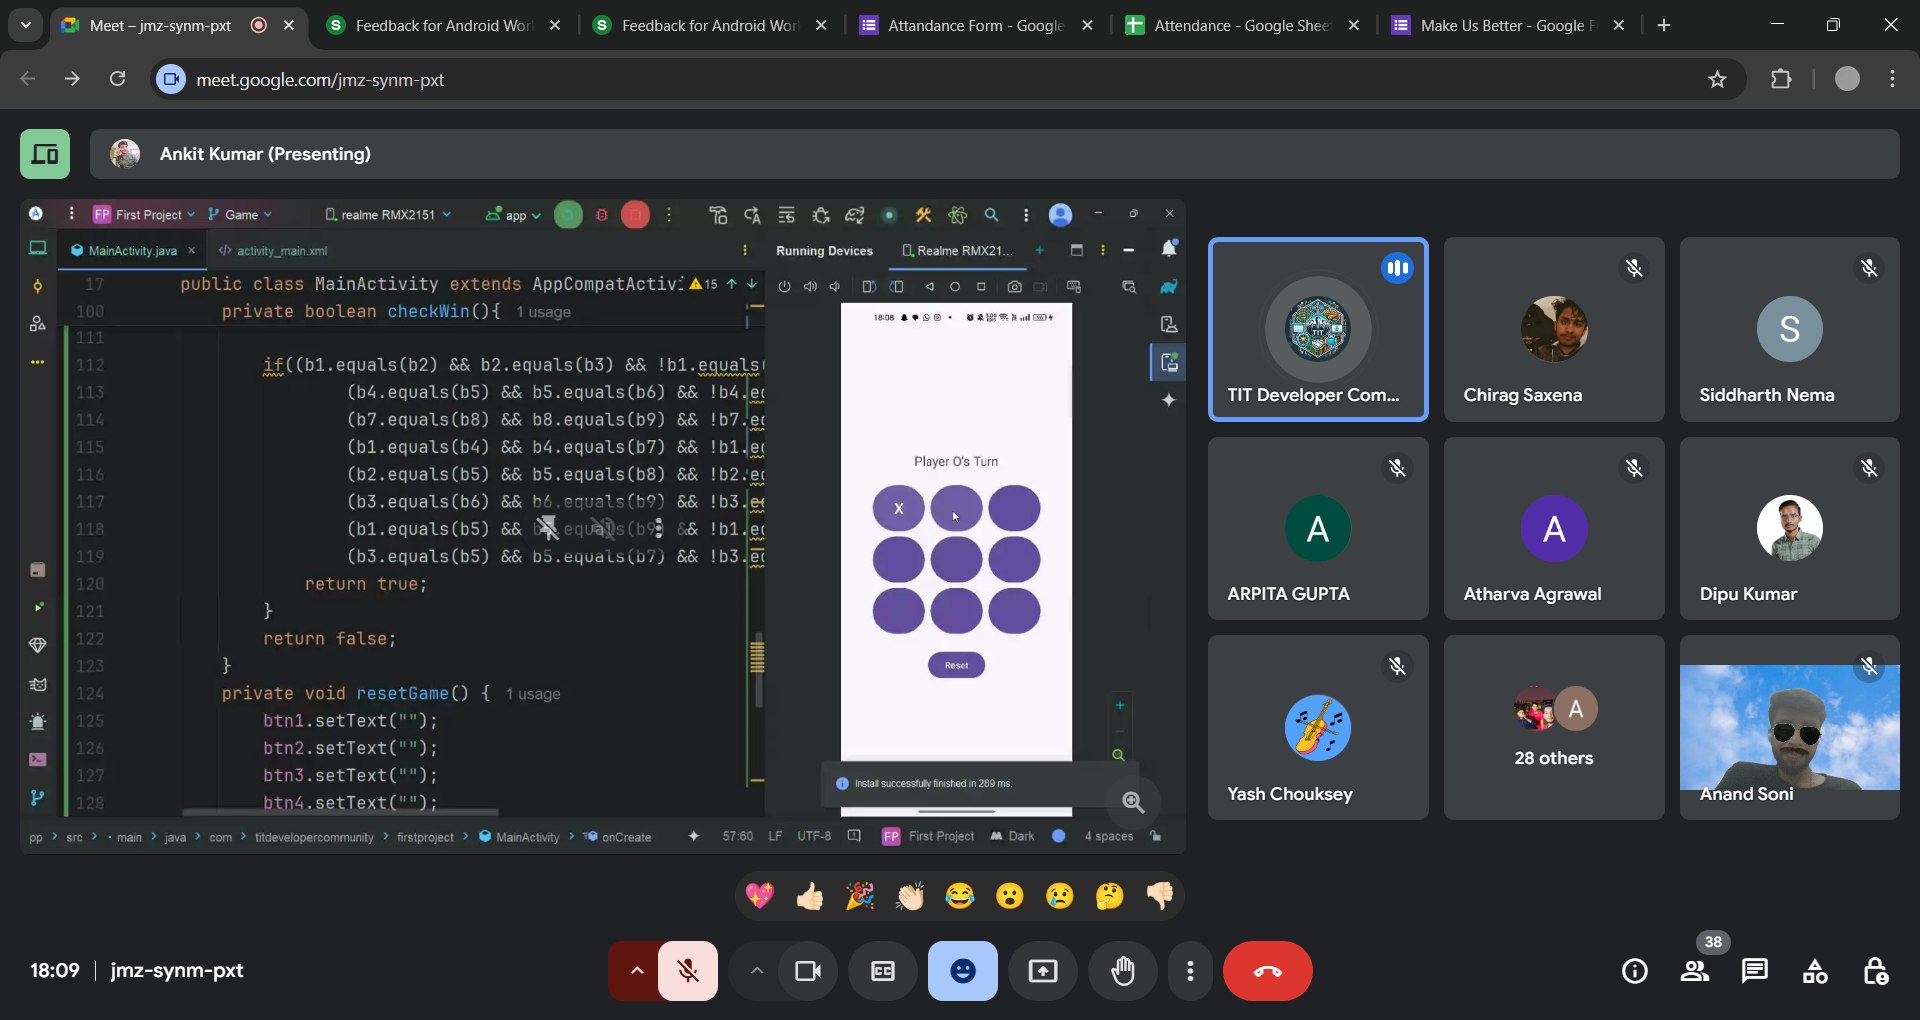 Meet – jmz-synm-pxt
Feedback for Android Wor
Feedback for Android Wor
Attandance Form - Google
Attendance - Google Shee
Make Us Better - Google F
meet.google.com/jmz-synm-pxt
Ankit Kumar (Presenting)
FP First Project Game realme RMX2151 app
MainActivity.java activity_main.xml
Running Devices Realme RMX21...
17 public class MainActivity extends AppCompatActivi 15
100 private boolean checkWin(){ 1 usage
111
112 if((b1.equals(b2) && b2.equals(b3) && !b1.equals(
113 (b4.equals(b5) && b5.equals(b6) && !b4.eq
114 (b7.equals(b8) && b8.equals(b9) && !b7.eq
115 (b1.equals(b4) && b4.equals(b7) && !b1.eq
116 (b2.equals(b5) && b5.equals(b8) && !b2.eq
117 (b3.equals(b6) && b6.equals(b9) && !b3.eq
118 (b1.equals(b5) && b5.equals(b9) && !b1.eq
119 (b3.equals(b5) && b5.equals(b7) && !b3.eq
120 return true;
121 }
122 return false;
123 }
124 private void resetGame() { 1 usage
125 btn1.setText("");
126 btn2.setText("");
127 btn3.setText("");
128 btn4.setText("");
18:08
Player O's Turn
X
Reset
Install successfully finished in 269 ms.
pp > src > main > java > com > titdevelopercommunity > firstproject > MainActivity > onCreate
57:60 LF UTF-8 FP First Project Dark 4 spaces
TIT
TIT Developer Com...
Chirag Saxena
S
Siddharth Nema
A
ARPITA GUPTA
A
Atharva Agrawal
Dipu Kumar
Yash Chouksey
A
28 others
Anand Soni
18:09 | jmz-synm-pxt
CC
38